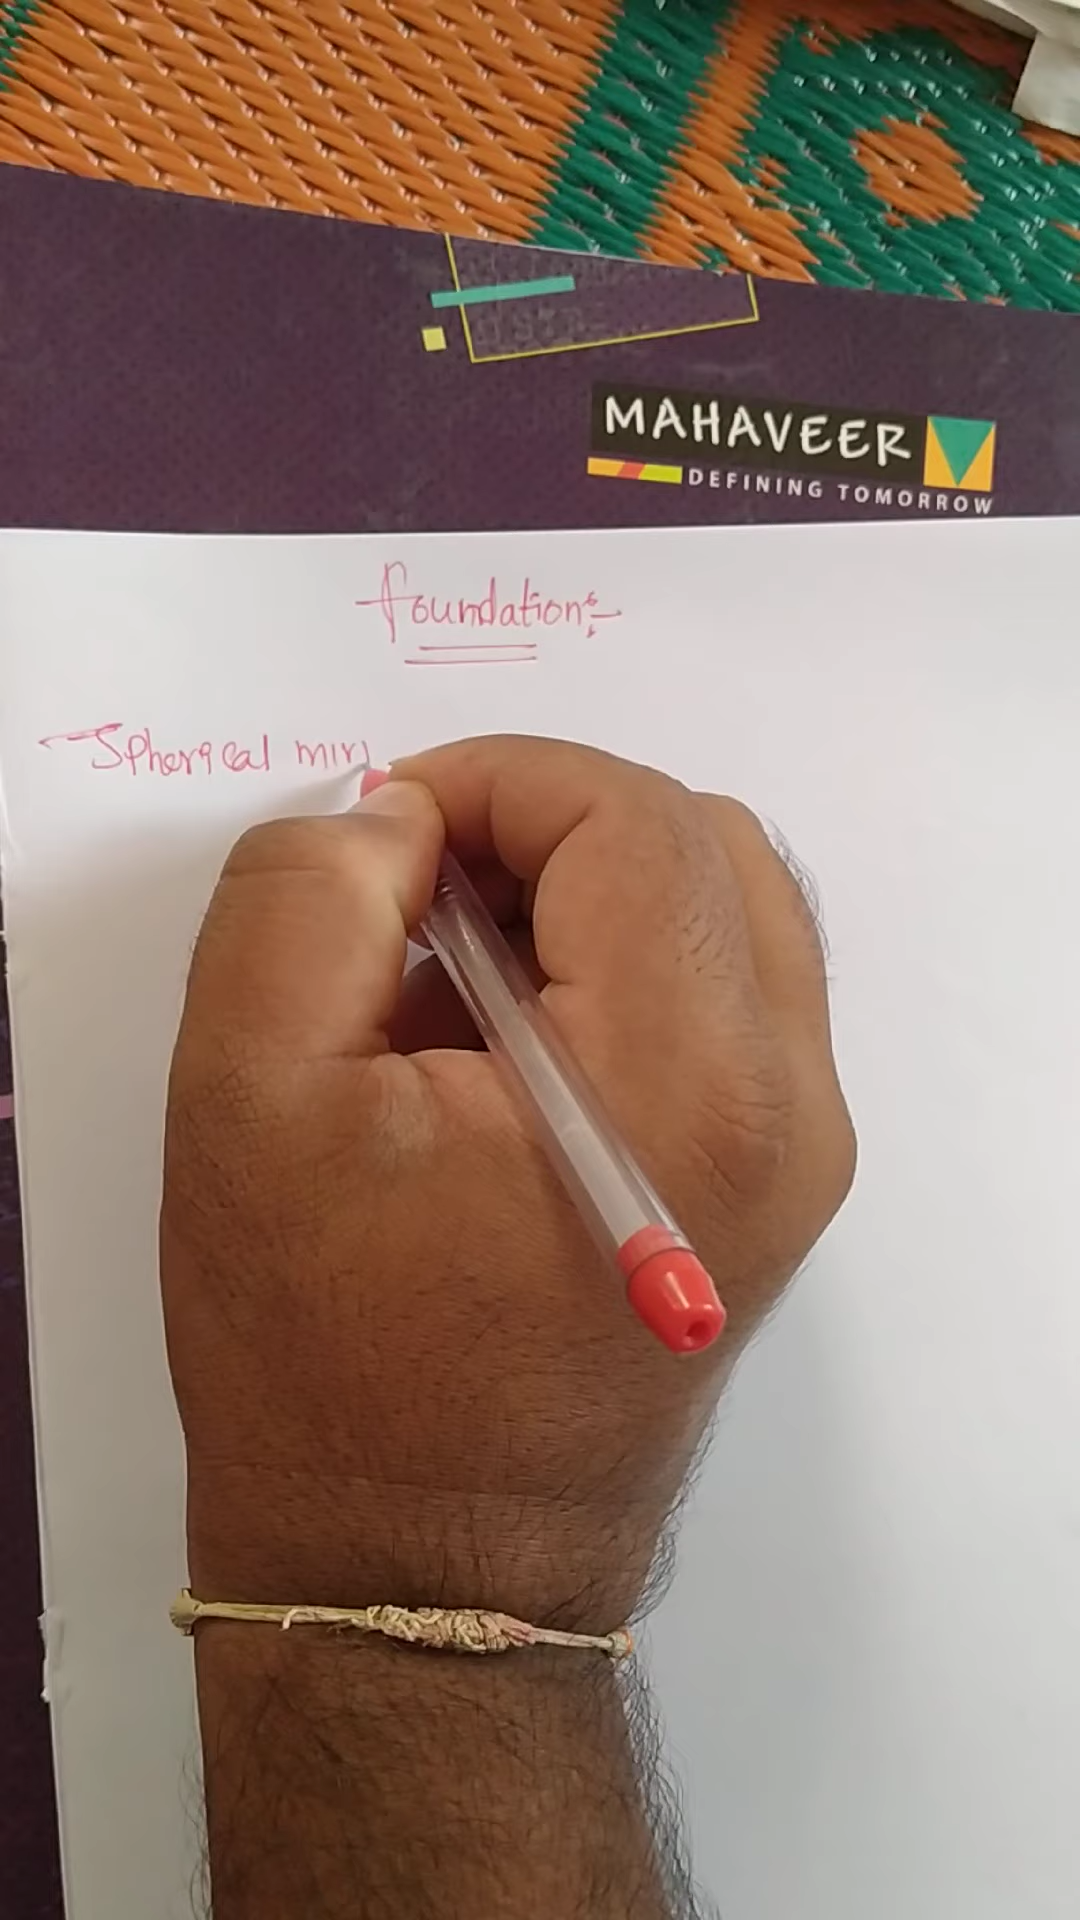 MAHAVEER
DEFINING TOMORROW
Foundation:-
Spherical mirr